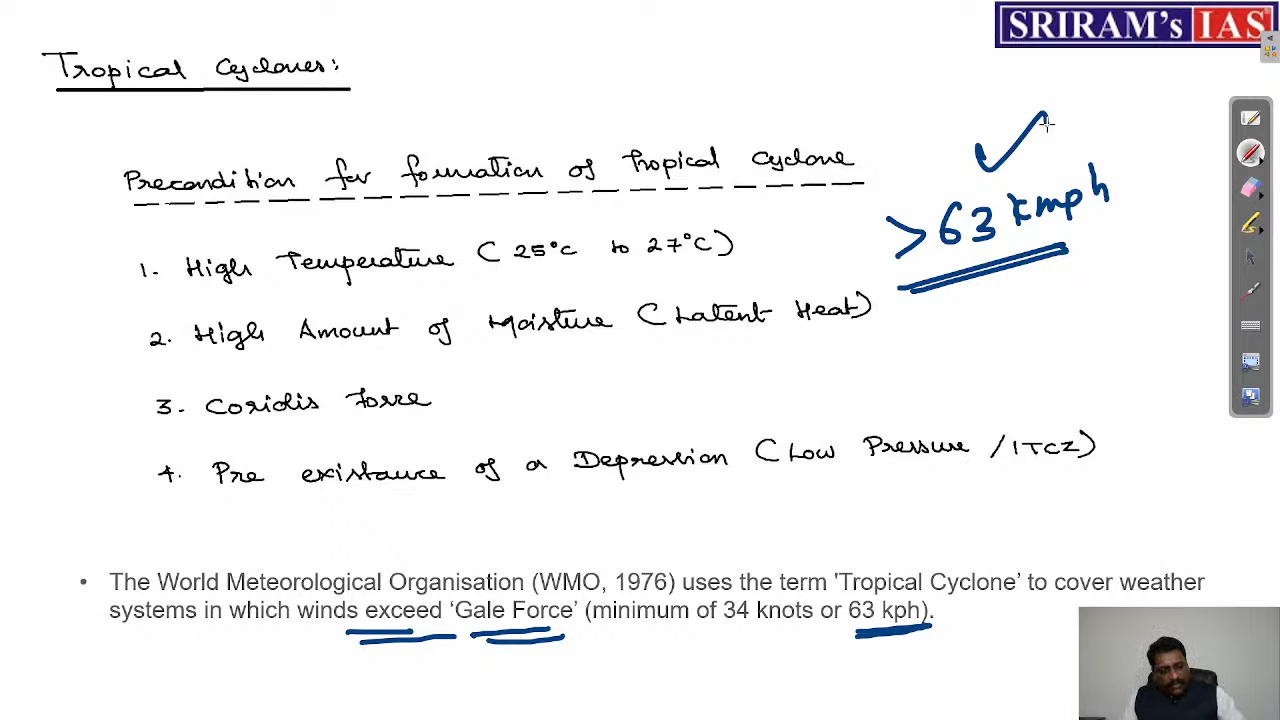 SRIRAM's IAS
Tropical Cyclones:
Precondition for formation of Tropical Cyclone
>63 kmph
1. High Temperature (25°C to 27°C)
2. High Amount of Moisture (Latent Heat)
3. Coriolis force
4. Pre existance of a Depression (Low Pressure /ITCZ)
• The World Meteorological Organisation (WMO, 1976) uses the term 'Tropical Cyclone’ to cover weather
systems in which winds exceed ‘Gale Force’ (minimum of 34 knots or 63 kph).